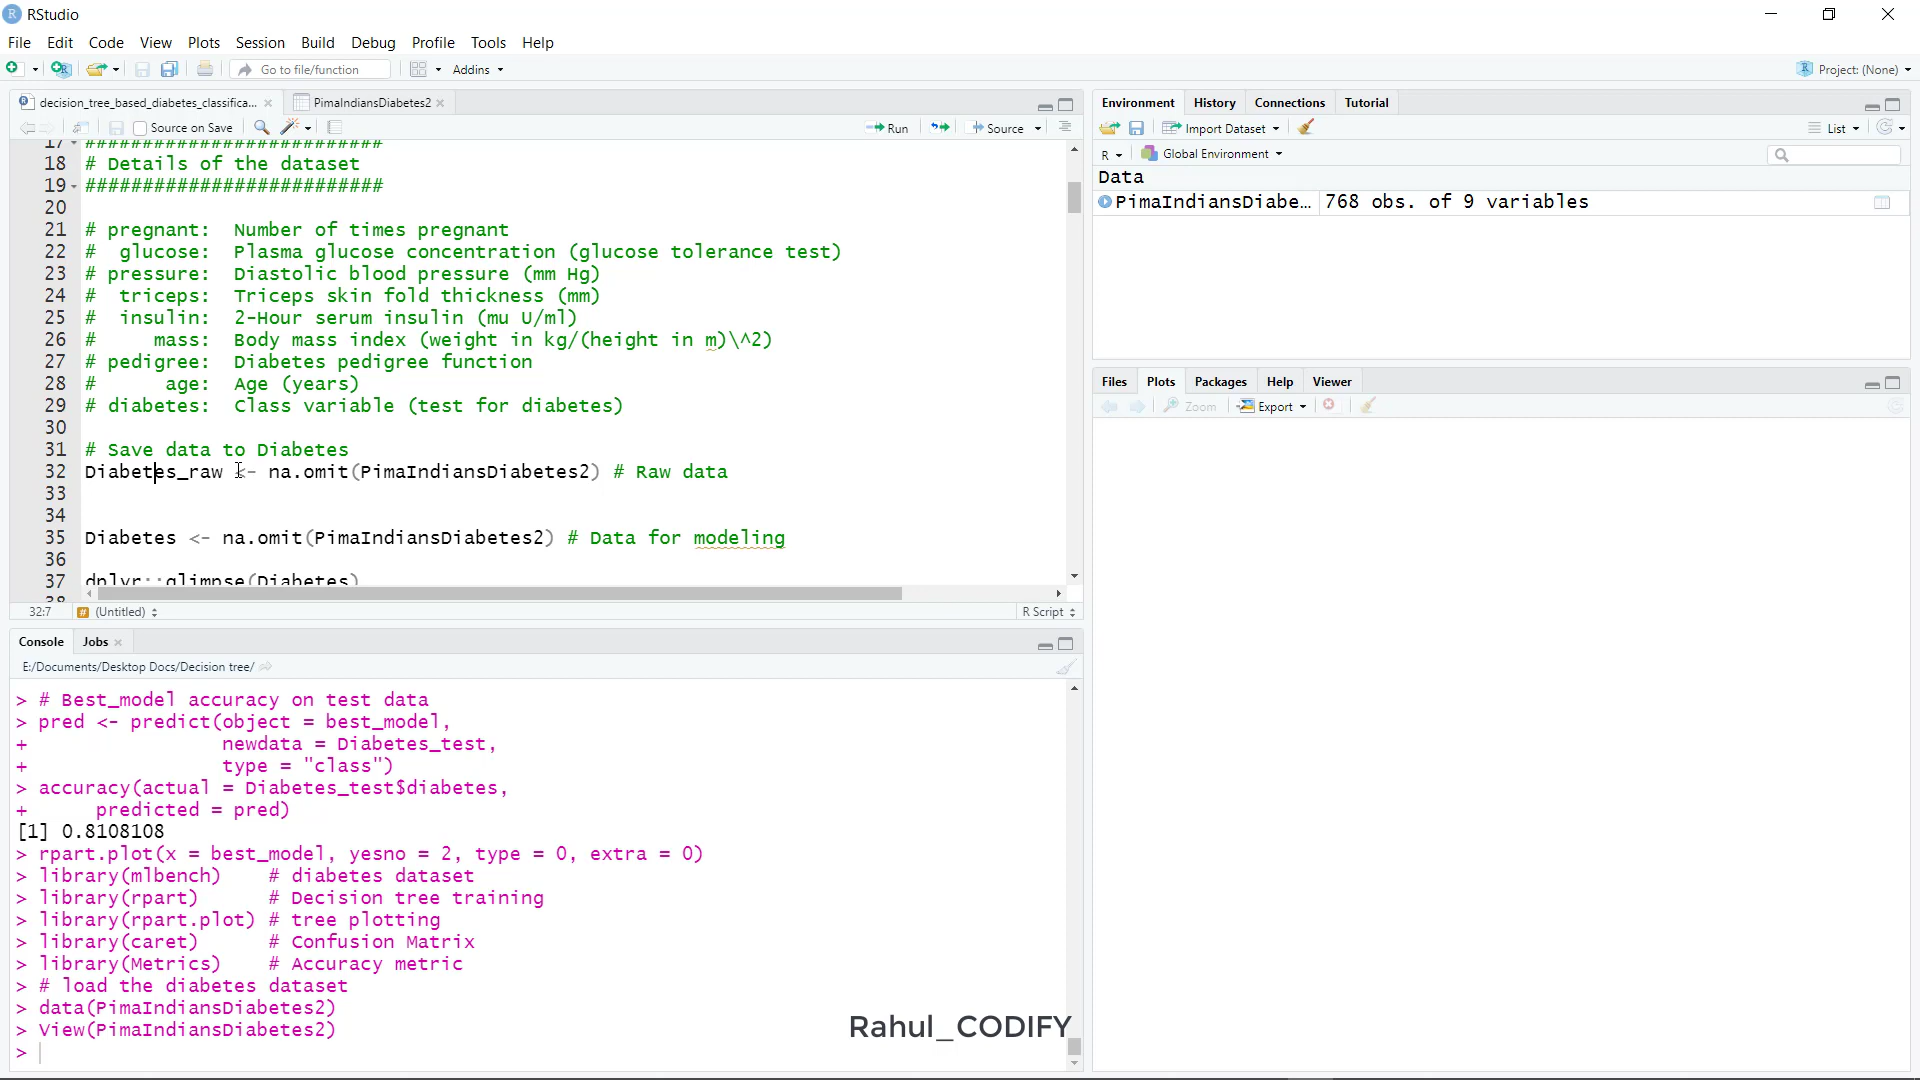 RStudio
File Edit Code View Plots Session Build Debug Profile Tools Help
Go to file/function Addins Project: (None)
decision_tree_based_diabetes_classifica... PimaIndiansDiabetes2
Source on Save Run Source
17 ##########################
18 # Details of the dataset
19 ##########################
20
21 # pregnant: Number of times pregnant
22 # glucose: Plasma glucose concentration (glucose tolerance test)
23 # pressure: Diastolic blood pressure (mm Hg)
24 # triceps: Triceps skin fold thickness (mm)
25 # insulin: 2-Hour serum insulin (mu U/ml)
26 # mass: Body mass index (weight in kg/(height in m)\^2)
27 # pedigree: Diabetes pedigree function
28 # age: Age (years)
29 # diabetes: Class variable (test for diabetes)
30
31 # Save data to Diabetes
32 Diabetes_raw <- na.omit(PimaIndiansDiabetes2) # Raw data
33
34
35 Diabetes <- na.omit(PimaIndiansDiabetes2) # Data for modeling
36
37 dplyr::glimpse(Diabetes)
38
32:7 # (Untitled) R Script
Console Jobs
E:/Documents/Desktop Docs/Decision tree/
> # Best_model accuracy on test data
> pred <- predict(object = best_model,
+ newdata = Diabetes_test,
+ type = "class")
> accuracy(actual = Diabetes_test$diabetes,
+ predicted = pred)
[1] 0.8108108
> rpart.plot(x = best_model, yesno = 2, type = 0, extra = 0)
> library(mlbench) # diabetes dataset
> library(rpart) # Decision tree training
> library(rpart.plot) # tree plotting
> library(caret) # Confusion Matrix
> library(Metrics) # Accuracy metric
> # load the diabetes dataset
> data(PimaIndiansDiabetes2)
> View(PimaIndiansDiabetes2)
>
Rahul_CODIFY
Environment History Connections Tutorial
Import Dataset List
R Global Environment
Data
PimaIndiansDiabe... 768 obs. of 9 variables
Files Plots Packages Help Viewer
Zoom Export